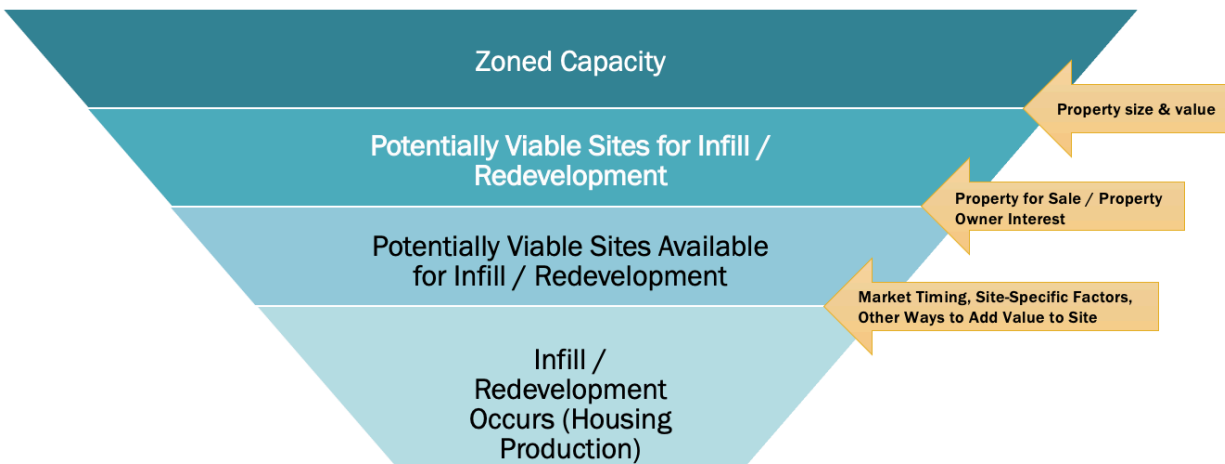 Zoned Capacity
Property size & value
Potentially Viable Sites for Infill /
Redevelopment
Property for Sale / Property
Owner Interest
Potentially Viable Sites Available
for Infill / Redevelopment
Market Timing, Site-Specific Factors,
Other Ways to Add Value to Site
Infill /
Redevelopment
Occurs (Housing
Production)